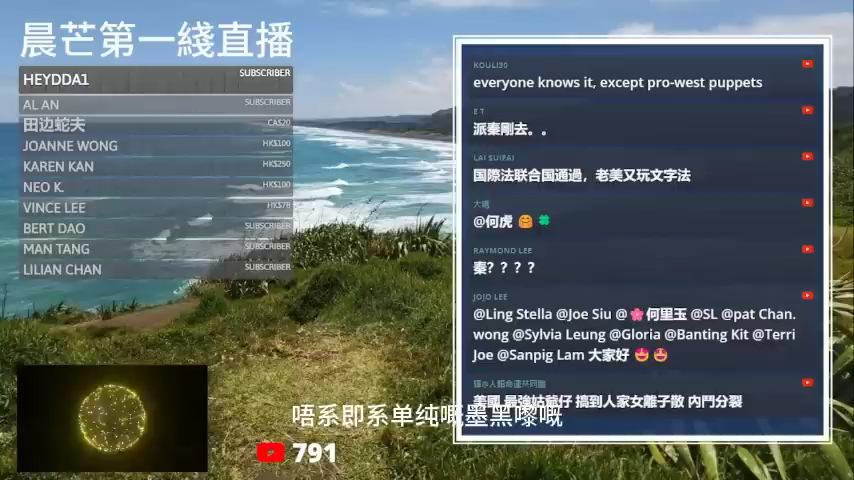 晨芒第一綫直播
HEYDDA1 SUBSCRIBER
AL AN SUBSCRIBER
田边蛇夫 CA$20
JOANNE WONG HK$100
KAREN KAN HK$250
NEO K. HK$100
VINCE LEE HK$78
BERT DAO SUBSCRIBER
MAN TANG SUBSCRIBER
LILIAN CHAN SUBSCRIBER
KOULI30
everyone knows it, except pro-west puppets
E T
派秦剛去。。
LAI SUIFAI
国際法联合国通過，老美又玩文字法
@何虎 🤗 🍀
RAYMOND LEE
秦？？？？
JOJO LEE
@Ling Stella @Joe Siu @🌸何里玉 @SL @pat Chan.
wong @Sylvia Leung @Gloria @Banting Kit @Terri
Joe @Sanpig Lam 大家好 😍 🤩
美國 最強姑 仔 搞到人家女離子散 內鬥分裂
唔系即系单纯嘅墨黑嚟嘅
791